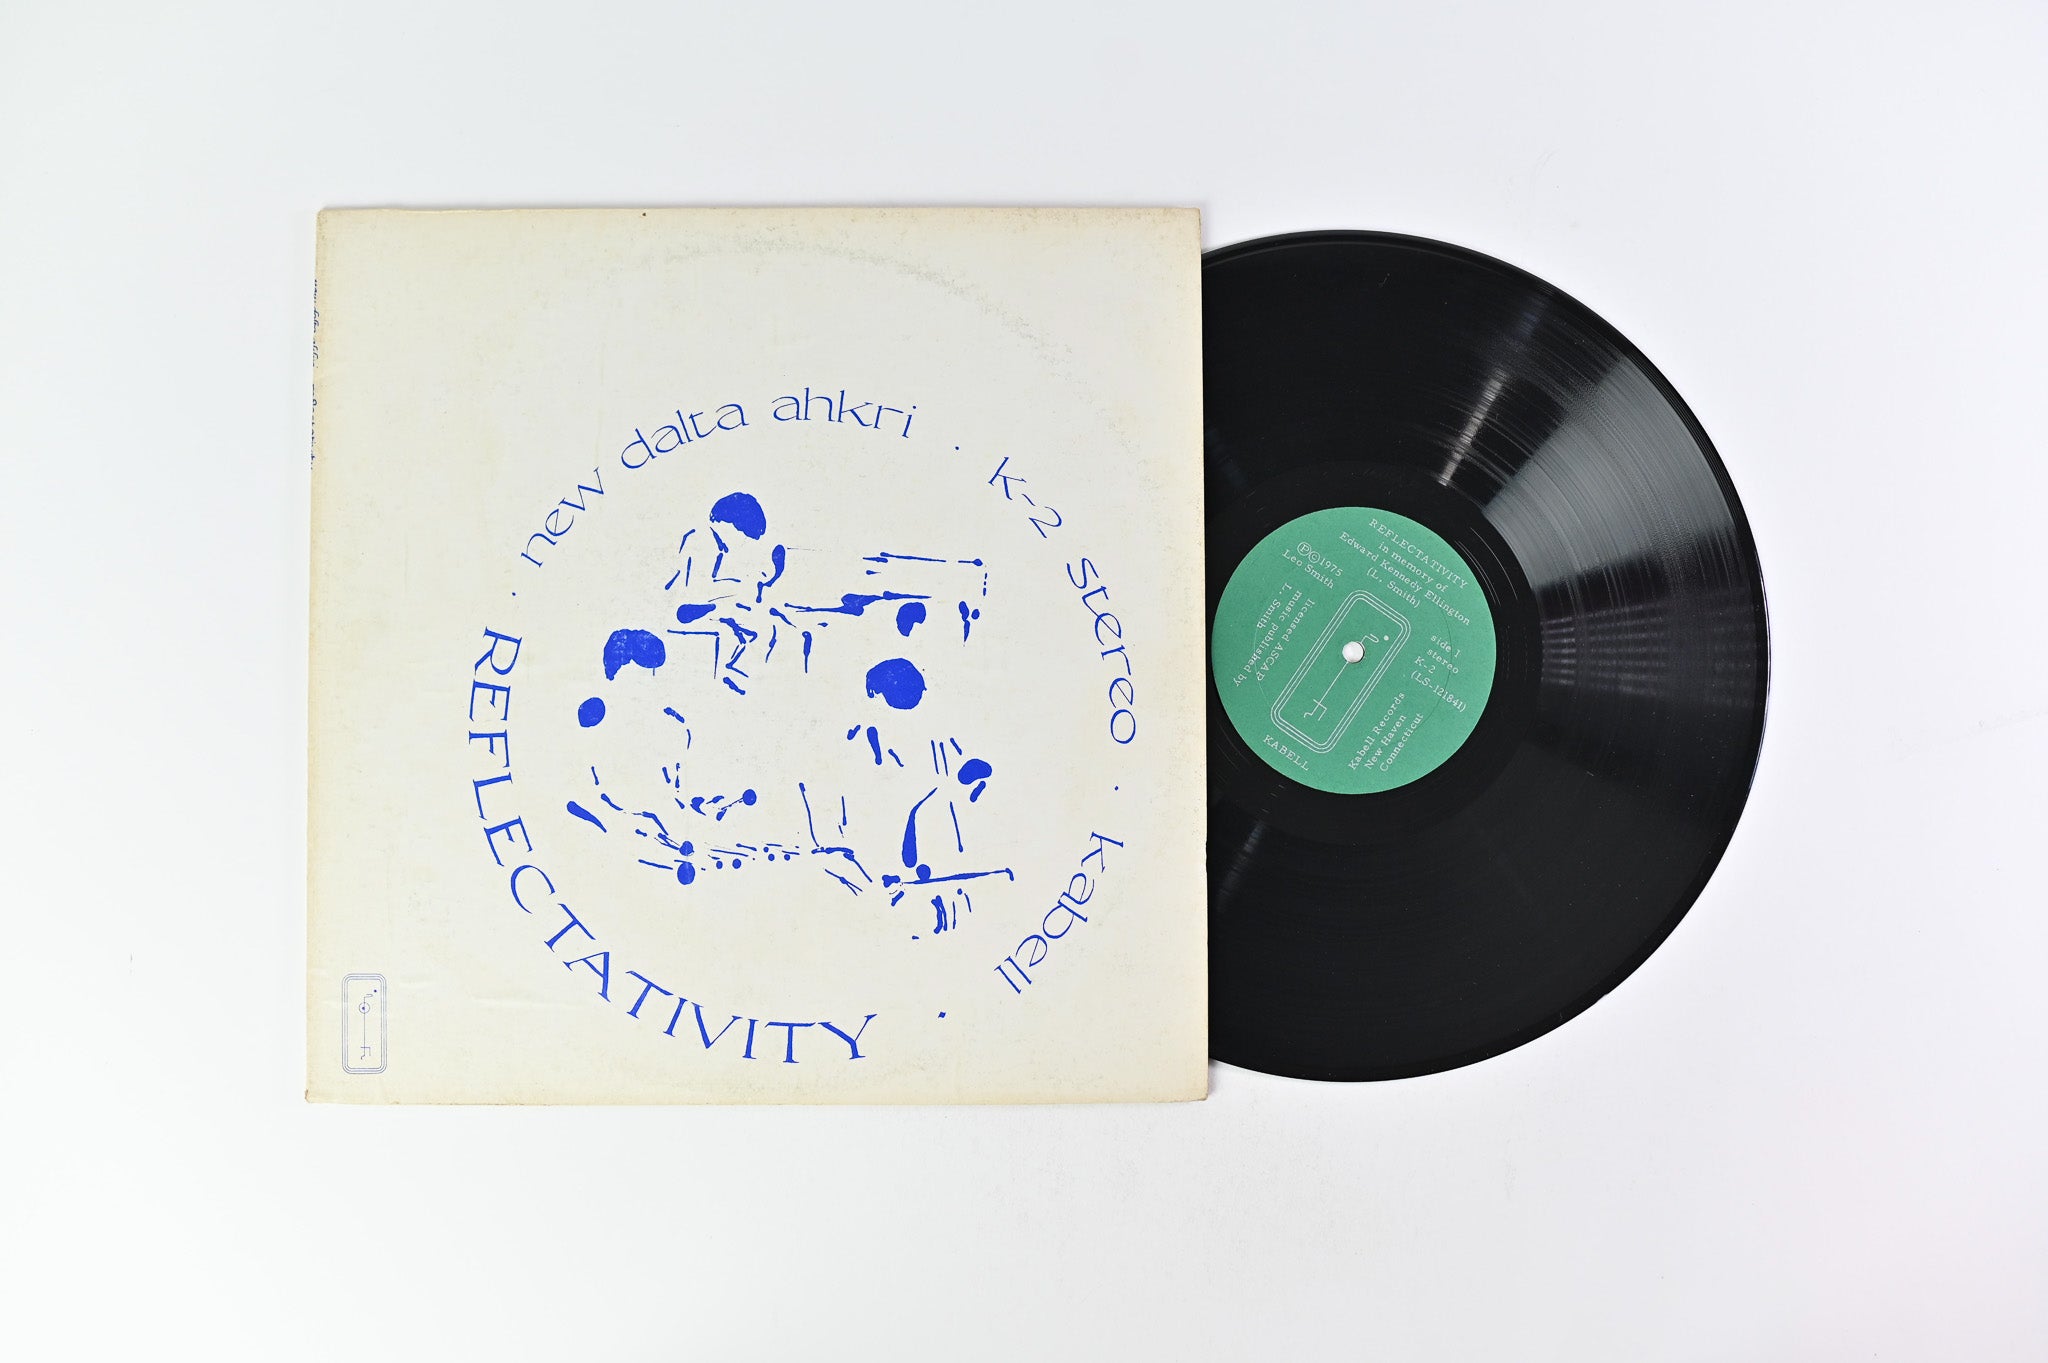 new dalta ahkri · k-2 stereo · kabell ·
REFLECTATIVITY ·
REFLECTATIVITY
in memory of
Edward Kennedy Ellington
(L. Smith)
Ⓟ©1975
Leo Smith
licensed ASCAP
music published by
L. Smith
side 1
stereo
K-2
(LS-121841)
Kabell Records
New Haven
Connecticut
KABELL